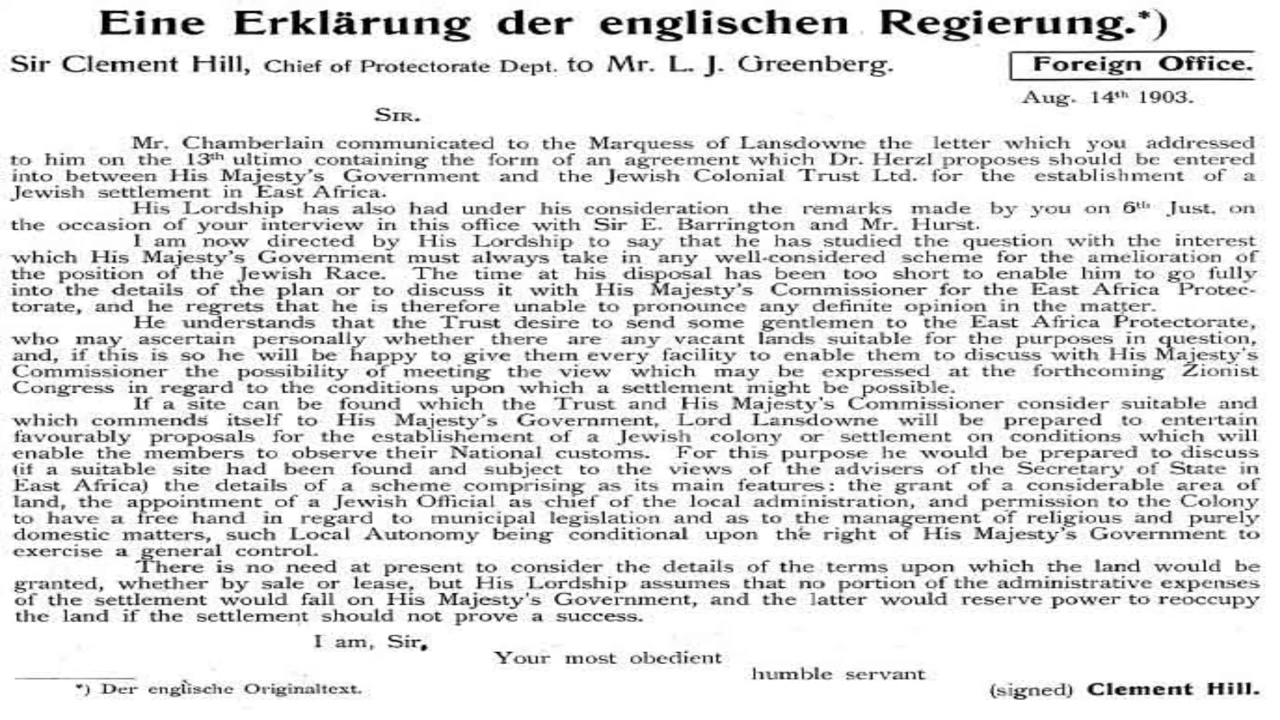 Eine Erklärung der englischen Regierung.*)
Sir Clement Hill, Chief of Protectorate Dept. to Mr. L. J. Greenberg.
Foreign Office.
Aug. 14th 1903.
SIR.
Mr. Chamberlain communicated to the Marquess of Lansdowne the letter which you addressed
to him on the 13th ultimo containing the form of an agreement which Dr. Herzl proposes should be entered
into between His Majesty's Government and the Jewish Colonial Trust Ltd. for the establishment of a
Jewish settlement in East Africa.
His Lordship has also had under his consideration the remarks made by you on 6th Just. on
the occasion of your interview in this office with Sir E. Barrington and Mr. Hurst.
I am now directed by His Lordship to say that he has studied the question with the interest
which His Majesty's Government must always take in any well-considered scheme for the amelioration of
the position of the Jewish Race. The time at his disposal has been too short to enable him to go fully
into the details of the plan or to discuss it with His Majesty's Commissioner for the East Africa Protec-
torate, and he regrets that he is therefore unable to pronounce any definite opinion in the matter.
He understands that the Trust desire to send some gentlemen to the East Africa Protectorate,
who may ascertain personally whether there are any vacant lands suitable for the purposes in question,
and, if this is so he will be happy to give them every facility to enable them to discuss with His Majesty's
Commissioner the possibility of meeting the view which may be expressed at the forthcoming Zionist
Congress in regard to the conditions upon which a settlement might be possible.
If a site can be found which the Trust and His Majesty's Commissioner consider suitable and
which commends itself to His Majesty's Government, Lord Lansdowne will be prepared to entertain
favourably proposals for the establishement of a Jewish colony or settlement on conditions which will
enable the members to observe their National customs. For this purpose he would be prepared to discuss
(if a suitable site had been found and subject to the views of the advisers of the Secretary of State in
East Africa) the details of a scheme comprising as its main features: the grant of a considerable area of
land, the appointment of a Jewish Official as chief of the local administration, and permission to the Colony
to have a free hand in regard to municipal legislation and as to the management of religious and purely
domestic matters, such Local Autonomy being conditional upon the right of His Majesty's Government to
exercise a general control.
There is no need at present to consider the details of the terms upon which the land would be
granted, whether by sale or lease, but His Lordship assumes that no portion of the administrative expenses
of the settlement would fall on His Majesty's Government, and the latter would reserve power to reoccupy
the land if the settlement should not prove a success.
I am, Sir,
Your most obedient
humble servant
(signed) Clement Hill.
*) Der englische Originaltext.